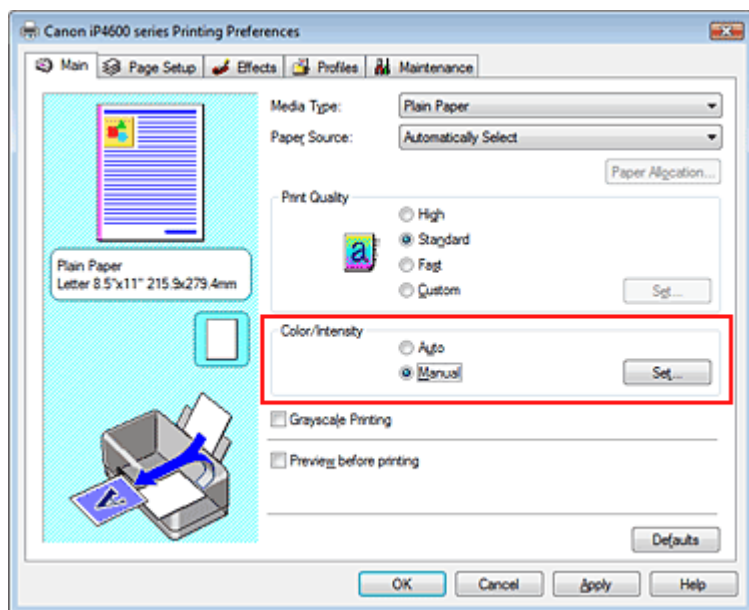 Canon iP4600 series Printing Preferences
Main Page Setup Effects Profiles Maintenance
Media Type: Plain Paper
Paper Source: Automatically Select
Paper Allocation...
Print Quality
High
a Standard
Fast
Custom Set...
Plain Paper
Letter 8.5"x11" 215.9x279.4mm
Color/Intensity
Auto
Manual Set...
Grayscale Printing
Preview before printing
Defaults
OK Cancel Apply Help